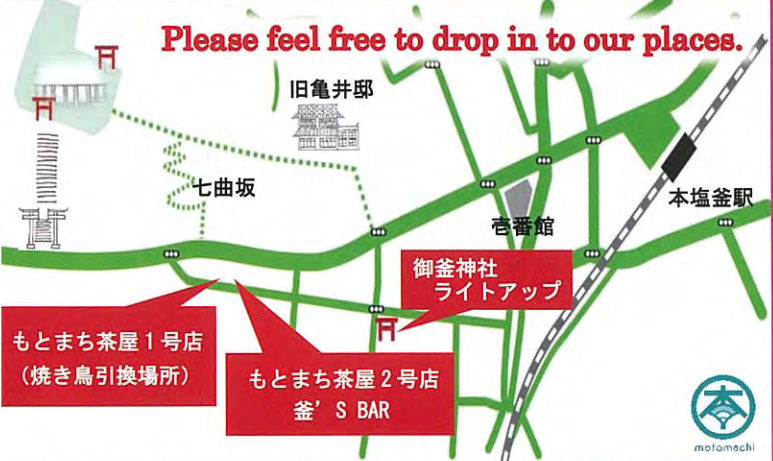 Please feel free to drop in to our places.
旧亀井邸
七曲坂
本塩釜駅
壱番館
御釜神社
ライトアップ
もとまち茶屋1号店
(焼き鳥引換場所)
もとまち茶屋2号店
釜’S BAR
本
motomachi